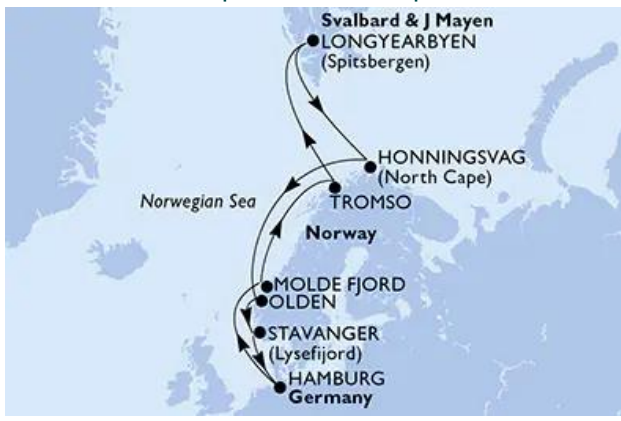 Svalbard & J Mayen
LONGYEARBYEN
(Spitsbergen)
HONNINGSVAG
(North Cape)
Norwegian Sea
TROMSO
Norway
MOLDE FJORD
OLDEN
STAVANGER
(Lysefijord)
HAMBURG
Germany